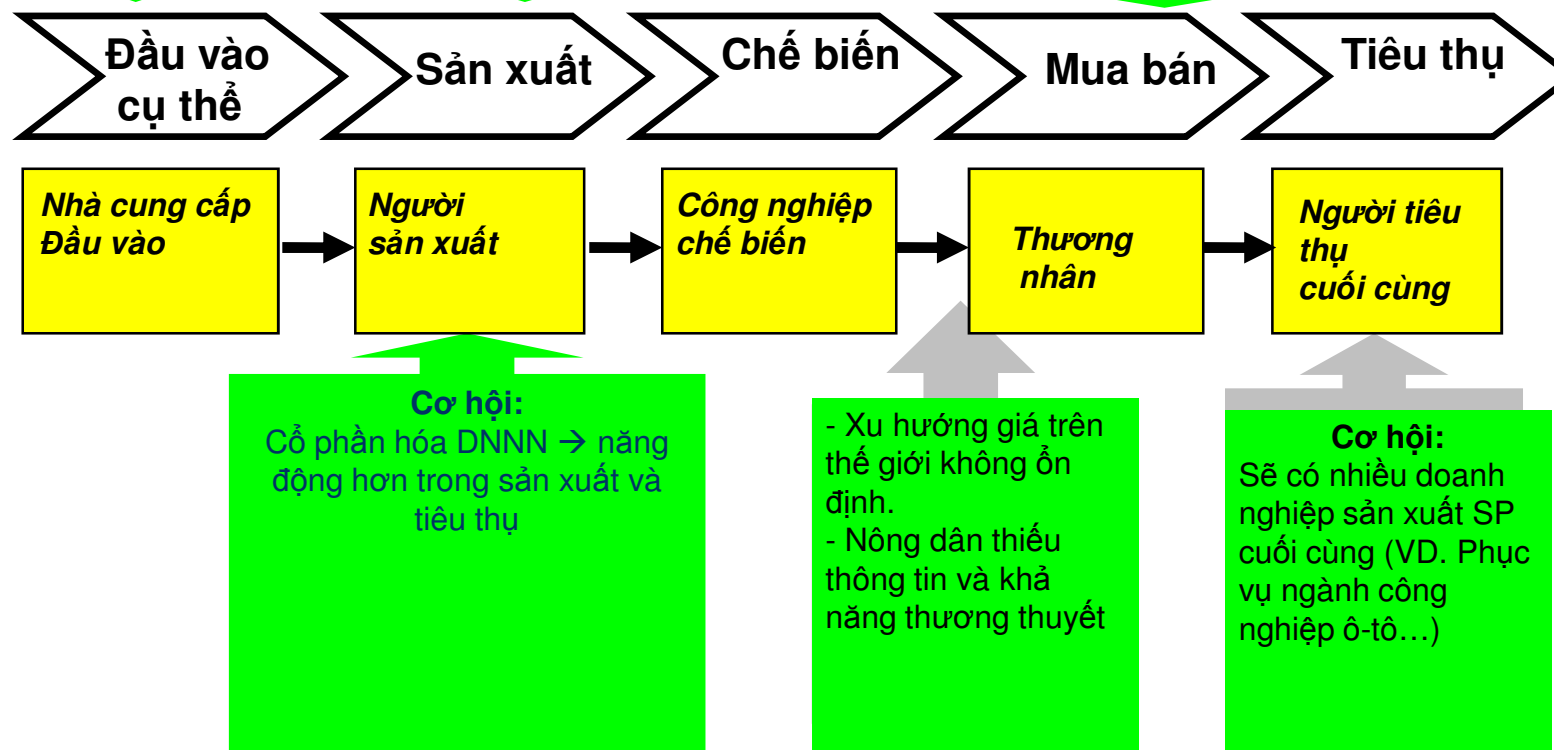 Đầu vào
cụ thể
Sản xuất
Chế biến
Mua bán
Tiêu thụ
Nhà cung cấp
Đầu vào
Người
sản xuất
Công nghiệp
chế biến
Thương
nhân
Người tiêu
thụ
cuối cùng
Cơ hội:
Cổ phần hóa DNNN → năng
động hơn trong sản xuất và
tiêu thụ
- Xu hướng giá trên
thế giới không ổn
định.
- Nông dân thiếu
thông tin và khả
năng thương thuyết
Cơ hội:
Sẽ có nhiều doanh
nghiệp sản xuất SP
cuối cùng (VD. Phục
vụ ngành công
nghiệp ô-tô…)